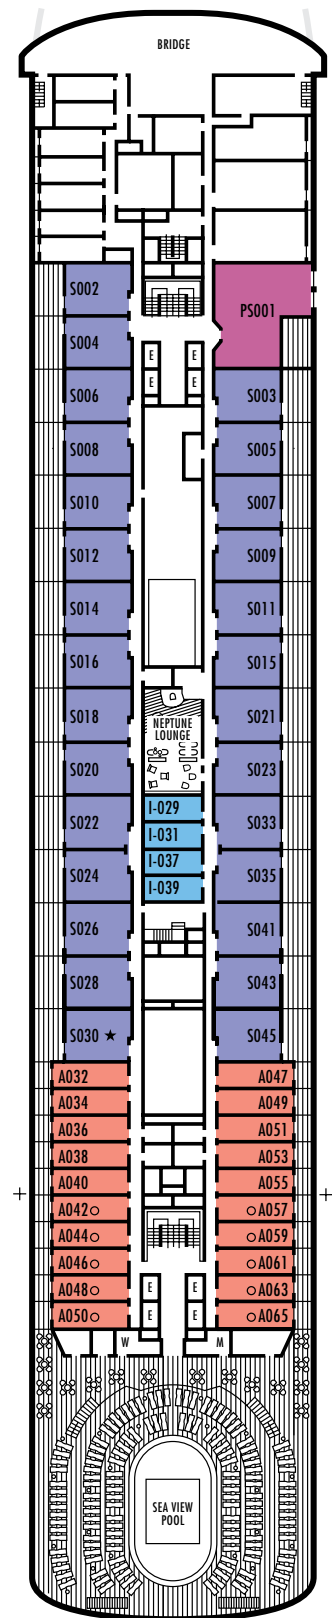 BRIDGE
S002
PS001
S004
E E
E E
S006 S003
S008 S005
S010 S007
S012 S009
S014 S011
S016 S015
S018 S021
NEPTUNE
LOUNGE
S020 S023
S022 S033
I-029
I-031
I-037
S024 S035
I-039
S026 S041
S028 S043
S030 ★ S045
A032 A047
A034 A049
A036 A051
A038 A053
A040 A055
A042○ ○A057
A044○ ○A059
A046○ ○A061
A048○ E E ○A063
A050○ E E ○A065
W M
SEA VIEW
POOL